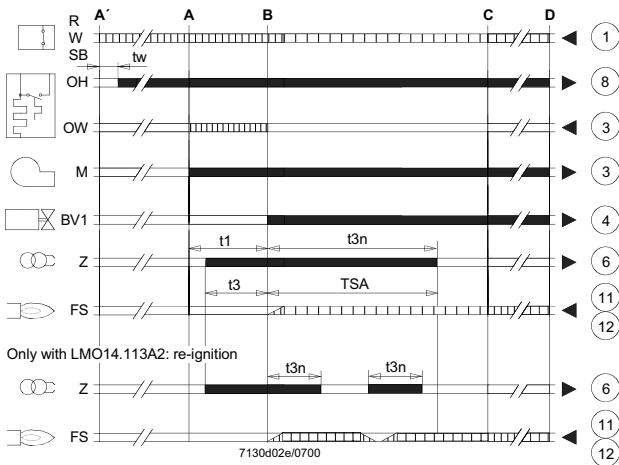 A´ A B C D
R
W 1
SB tw
OH 8
OW 3
M 3
BV1 4
t1 t3n
Z 6
t3 TSA
FS 11
12
Only with LMO14.113A2: re-ignition
t3n t3n
Z 6
FS 11
12
7130d02e/0700